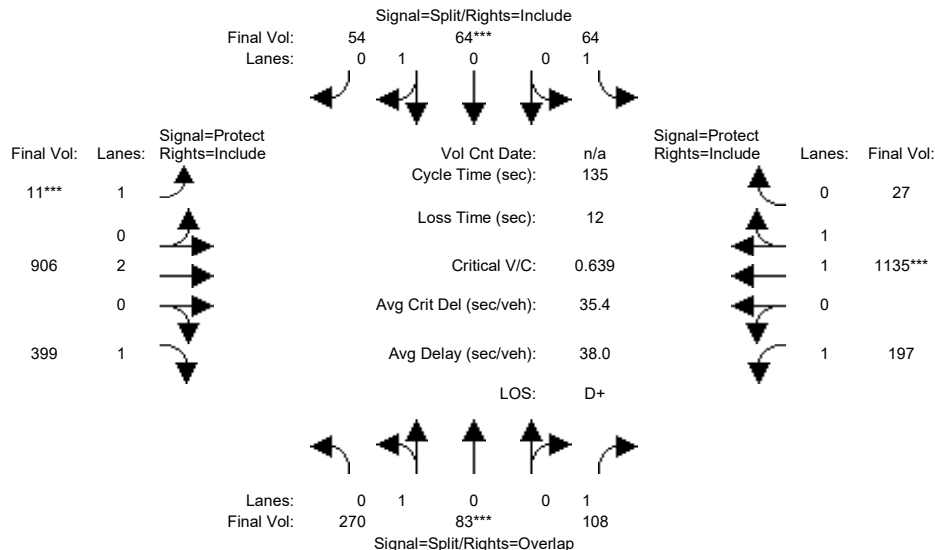 Signal=Split/Rights=Include
Final Vol: 54 64*** 64
Lanes: 0 1 0 0 1
Signal=Protect Signal=Protect
Final Vol: Lanes: Rights=Include Vol Cnt Date: n/a Rights=Include Lanes: Final Vol:
Cycle Time (sec): 135
11*** 1 0 27
Loss Time (sec): 12
0 1
906 2 Critical V/C: 0.639 1 1135***
0 Avg Crit Del (sec/veh): 35.4 0
399 1 Avg Delay (sec/veh): 38.0 1 197
LOS: D+
Lanes: 0 1 0 0 1
Final Vol: 270 83*** 108
Signal=Split/Rights=Overlap